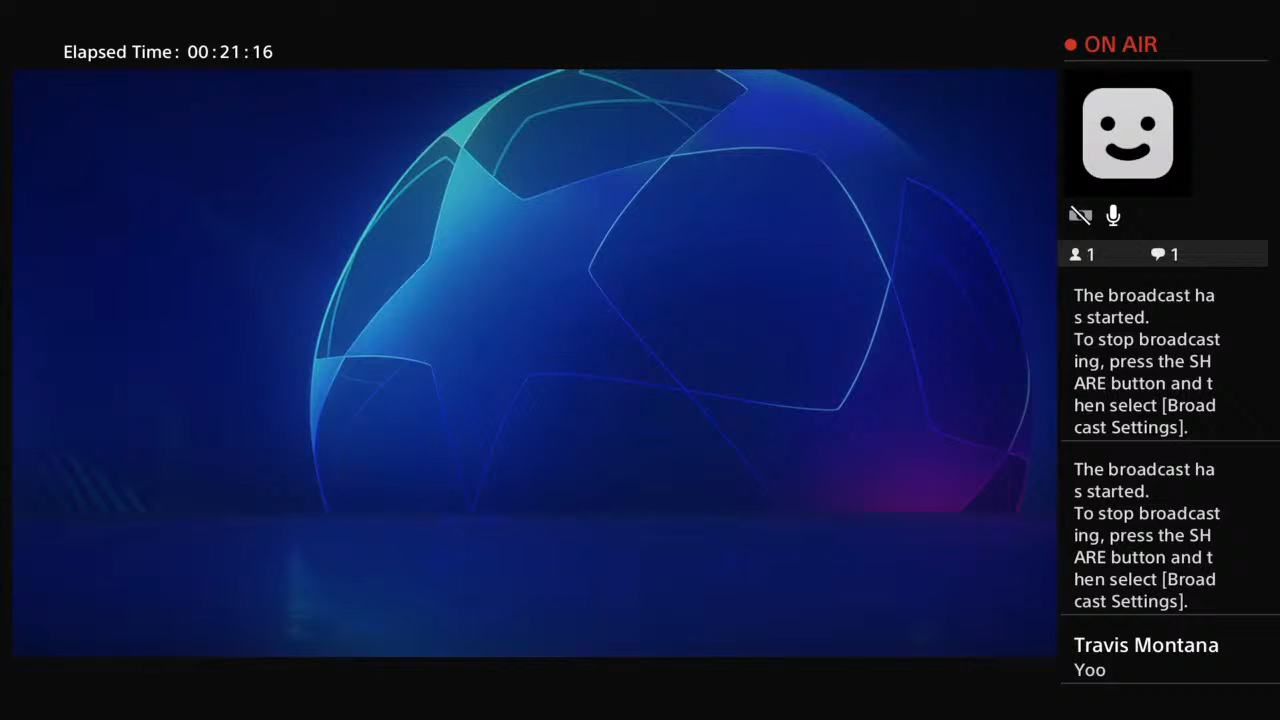 Elapsed Time: 00:21:16
ON AIR
1 1
The broadcast ha
s started.
To stop broadcast
ing, press the SH
ARE button and t
hen select [Broad
cast Settings].
The broadcast ha
s started.
To stop broadcast
ing, press the SH
ARE button and t
hen select [Broad
cast Settings].
Travis Montana
Yoo